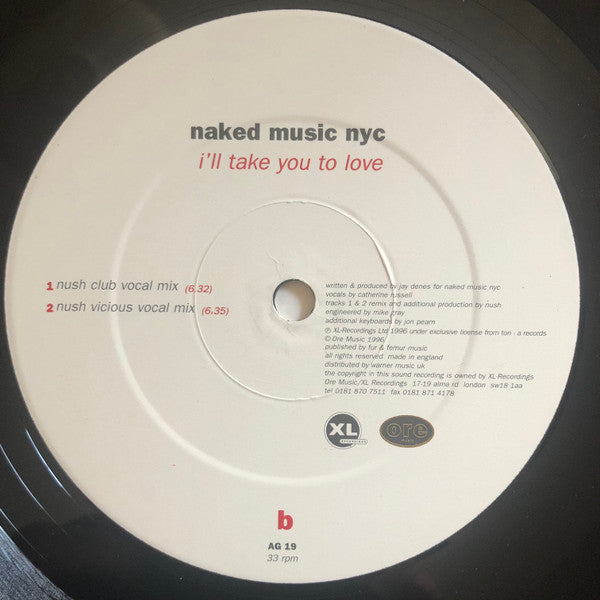 naked music nyc
i'll take you to love
1 nush club vocal mix (6.32)
2 nush vicious vocal mix (6.35)
written & produced by jay denes for naked music nyc
vocals by catherine russell
tracks 1 & 2 remix and additional production by nush
engineered by mike gray
additional keyboards by jon pearn
℗ XL-Recordings Ltd 1996 under exclusive license from ton - a records
© Ore Music 1996
published by fur & femur music
all rights reserved made in england
distributed by warner music uk
the copyright in this sound recording is owned by XL-Recordings
Ore Music/XL Recordings 17-19 alma rd london sw18 1aa
tel 0181 870 7511 fax 0181 871 4178
XL
RECORDINGS
ore
music
b
AG 19
33 rpm